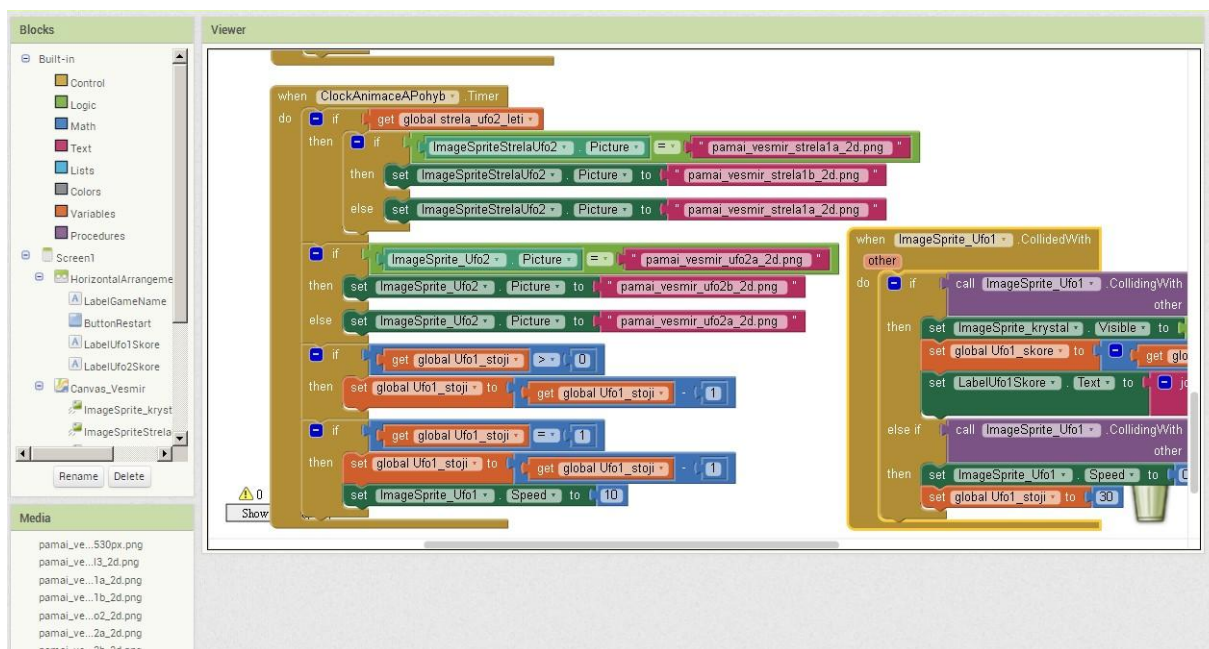 Blocks
Built-in
Control
Logic
Math
Text
Lists
Colors
Variables
Procedures
Screen1
HorizontalArrangeme
LabelGameName
ButtonRestart
LabelUfo1Skore
LabelUfo2Skore
Canvas_Vesmir
ImageSprite_kryst
ImageSpriteStrela
Rename Delete
Media
pamai_ve...530px.png
pamai_ve...l3_2d.png
pamai_ve...1a_2d.png
pamai_ve...1b_2d.png
pamai_ve...o2_2d.png
pamai_ve...2a_2d.png
Viewer
when ClockAnimaceAPohyb .Timer
do if get global strela_ufo2_leti
then if ImageSpriteStrelaUfo2 . Picture = " pamai_vesmir_strela1a_2d.png "
then set ImageSpriteStrelaUfo2 . Picture to " pamai_vesmir_strela1b_2d.png "
else set ImageSpriteStrelaUfo2 . Picture to " pamai_vesmir_strela1a_2d.png "
if ImageSprite_Ufo2 . Picture = " pamai_vesmir_ufo2a_2d.png "
then set ImageSprite_Ufo2 . Picture to " pamai_vesmir_ufo2b_2d.png "
else set ImageSprite_Ufo2 . Picture to " pamai_vesmir_ufo2a_2d.png "
if get global Ufo1_stoji > 0
then set global Ufo1_stoji to get global Ufo1_stoji - 1
if get global Ufo1_stoji = 1
then set global Ufo1_stoji to get global Ufo1_stoji - 1
set ImageSprite_Ufo1 . Speed to 10
0
Show
when ImageSprite_Ufo1 .CollidedWith
other
do if call ImageSprite_Ufo1 .CollidingWith
other
then set ImageSprite_krystal . Visible to
set global Ufo1_skore to get glo
set LabelUfo1Skore . Text to jo
else if call ImageSprite_Ufo1 .CollidingWith
other
then set ImageSprite_Ufo1 . Speed to 0
set global Ufo1_stoji to 30